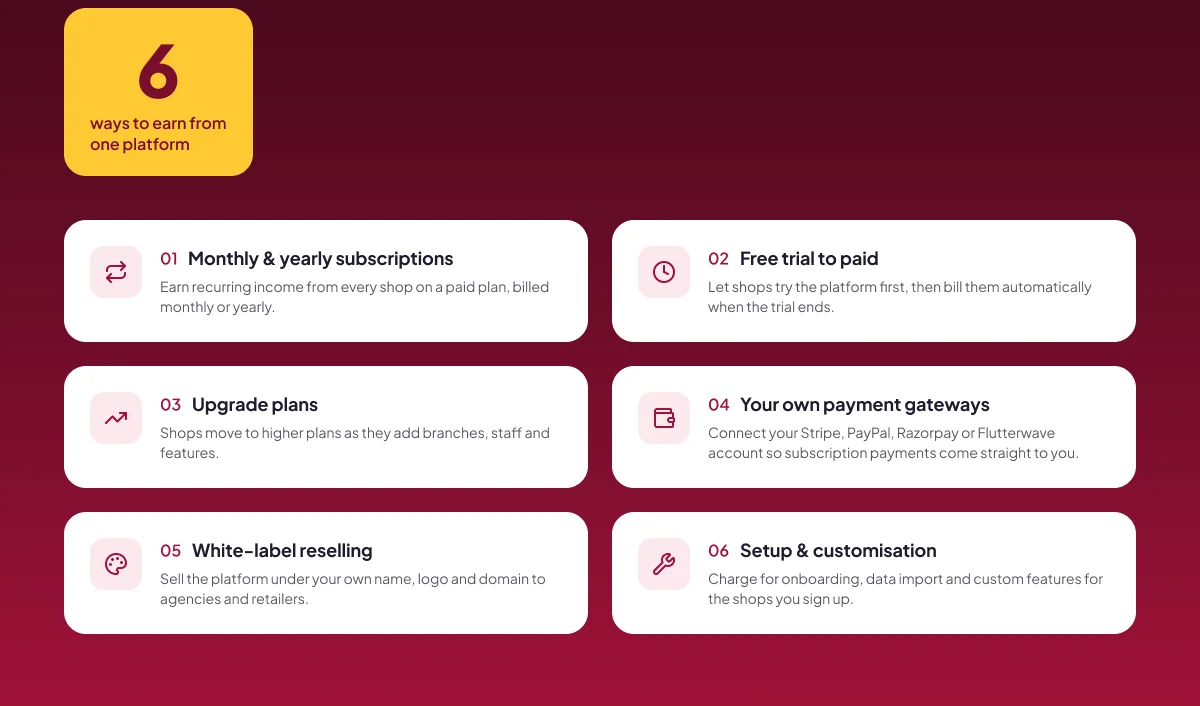 6
ways to earn from
one platform
01 Monthly & yearly subscriptions
Earn recurring income from every shop on a paid plan, billed
monthly or yearly.
02 Free trial to paid
Let shops try the platform first, then bill them automatically
when the trial ends.
03 Upgrade plans
Shops move to higher plans as they add branches, staff and
features.
04 Your own payment gateways
Connect your Stripe, PayPal, Razorpay or Flutterwave
account so subscription payments come straight to you.
05 White-label reselling
Sell the platform under your own name, logo and domain to
agencies and retailers.
06 Setup & customisation
Charge for onboarding, data import and custom features for
the shops you sign up.